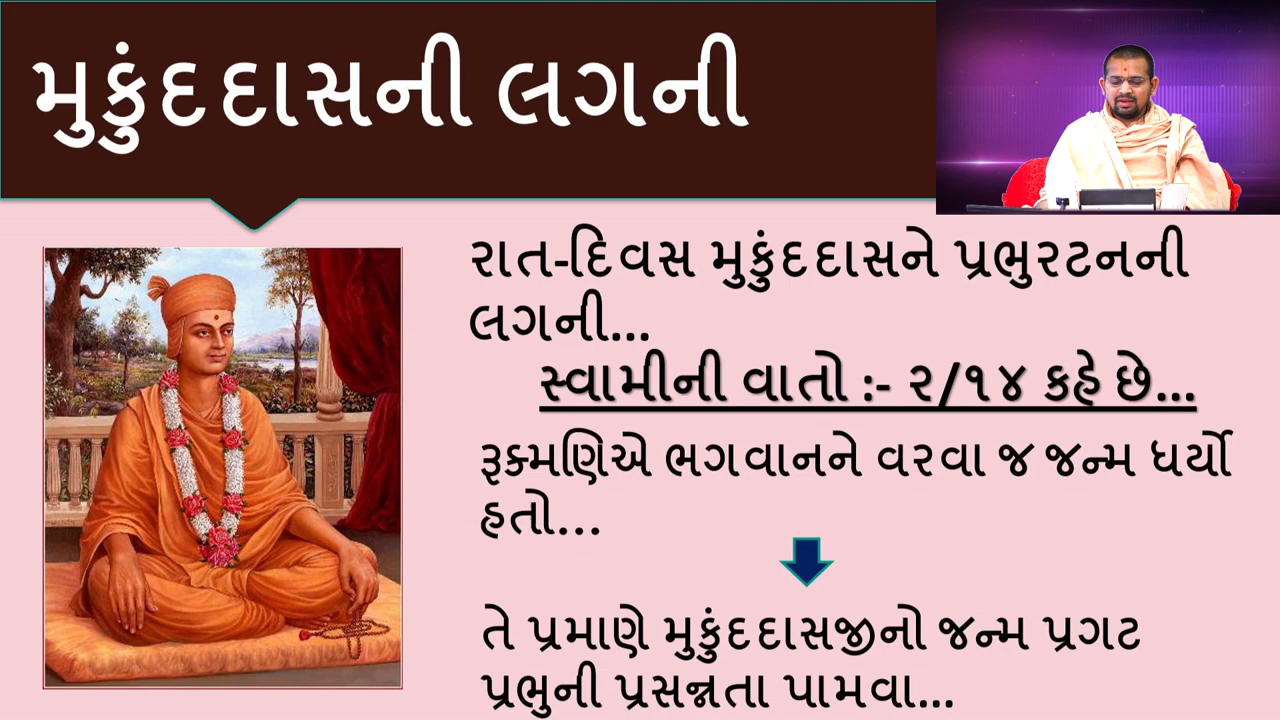 મુકુંદદાસની લગની
રાત-દિવસ મુકુંદદાસને પ્રભુરટનની
લગની...
સ્વામીની વાતો :- ૨/૧૪ કહે છે...
રૂક્મણિએ ભગવાનને વરવા જ જન્મ ધર્યો
હતો...
તે પ્રમાણે મુકુંદદાસજીનો જન્મ પ્રગટ
પ્રભુની પ્રસન્નતા પામવા...